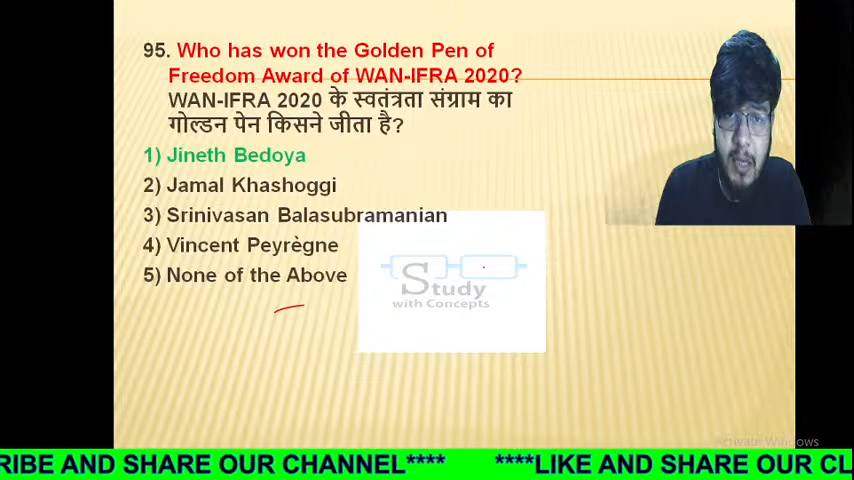 95. Who has won the Golden Pen of
Freedom Award of WAN-IFRA 2020?
WAN-IFRA 2020 के स्वतंत्रता संग्राम का
गोल्डन पेन किसने जीता है?
1) Jineth Bedoya
2) Jamal Khashoggi
3) Srinivasan Balasubramanian
4) Vincent Peyrègne
5) None of the Above
Study
with Concepts
Activate Windows
RIBE AND SHARE OUR CHANNEL**** ****LIKE AND SHARE OUR CL